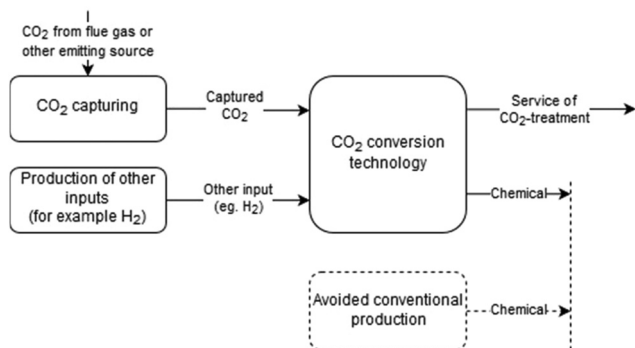 CO₂ from flue gas or
other emitting source
CO₂ capturing
Captured
CO₂
CO₂ conversion
technology
Service of
CO₂-treatment
Production of other
inputs
(for example H₂)
Other input
(eg. H₂)
Chemical
Avoided conventional
production
Chemical